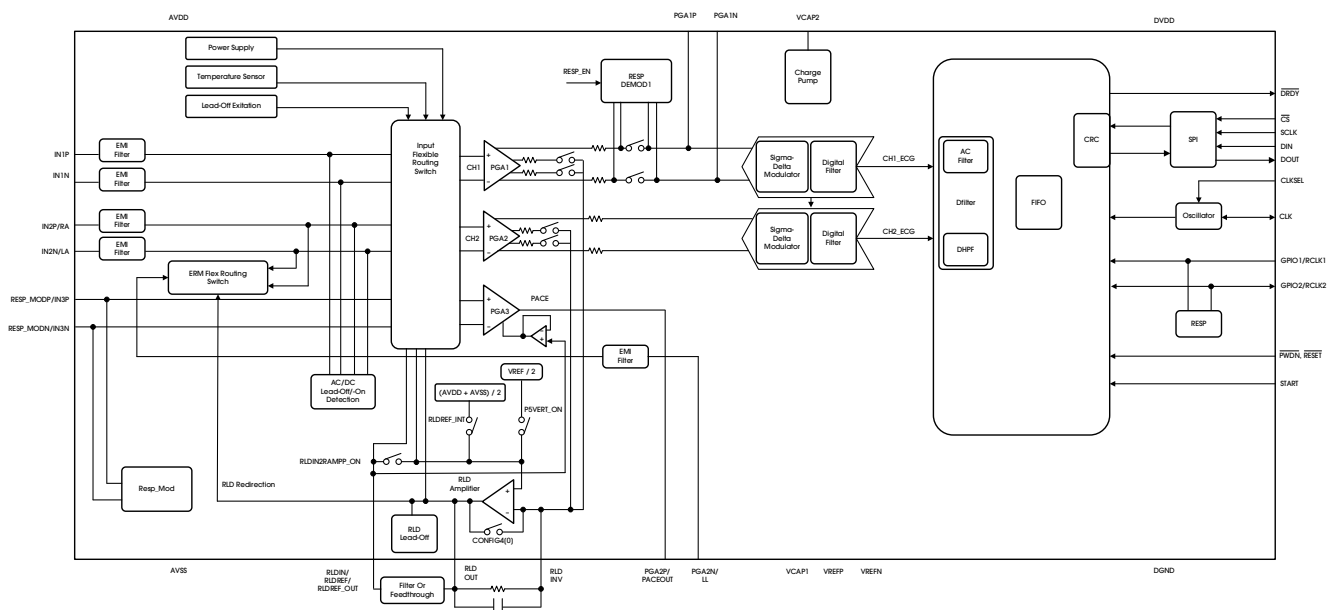 AVDD
PGA1P
PGA1N
VCAP2
DVDD
Power Supply
Temperature Sensor
Lead-Off Exitation
RESP_EN
RESP
DEMOD1
Charge
Pump
DRDY
CS
SCLK
DIN
DOUT
SPI
CRC
CLKSEL
Oscillator
CLK
IN1P
EMI
Filter
IN1N
EMI
Filter
IN2P/RA
EMI
Filter
IN2N/LA
EMI
Filter
Input
Flexible
Routing
Switch
CH1
+
−
PGA1
CH2
+
−
PGA2
+
−
PGA3
PACE
−
+
Sigma-
Delta
Modulator
Digital
Filter
CH1_ECG
Sigma-
Delta
Modulator
Digital
Filter
CH2_ECG
AC
Filter
Dfilter
DHPF
FIFO
GPIO1/RCLK1
GPIO2/RCLK2
RESP
PWDN, RESET
START
ERM Flex Routing
Switch
RESP_MODP/IN3P
RESP_MODN/IN3N
EMI
Filter
AC/DC
Lead-Off/-On
Detection
VREF / 2
(AVDD + AVSS) / 2
RLDREF_INT
P5VERT_ON
RLDIN2RAMPP_ON
Resp_Mod
RLD Redirection
RLD
Amplifier
+
−
RLD
Lead-Off
CONFIG4(0)
AVSS
RLDIN/
RLDREF/
RLDREF_OUT
Filter Or
Feedthrough
RLD
OUT
RLD
INV
PGA2P/
PACEOUT
PGA2N/
LL
VCAP1
VREFP
VREFN
DGND